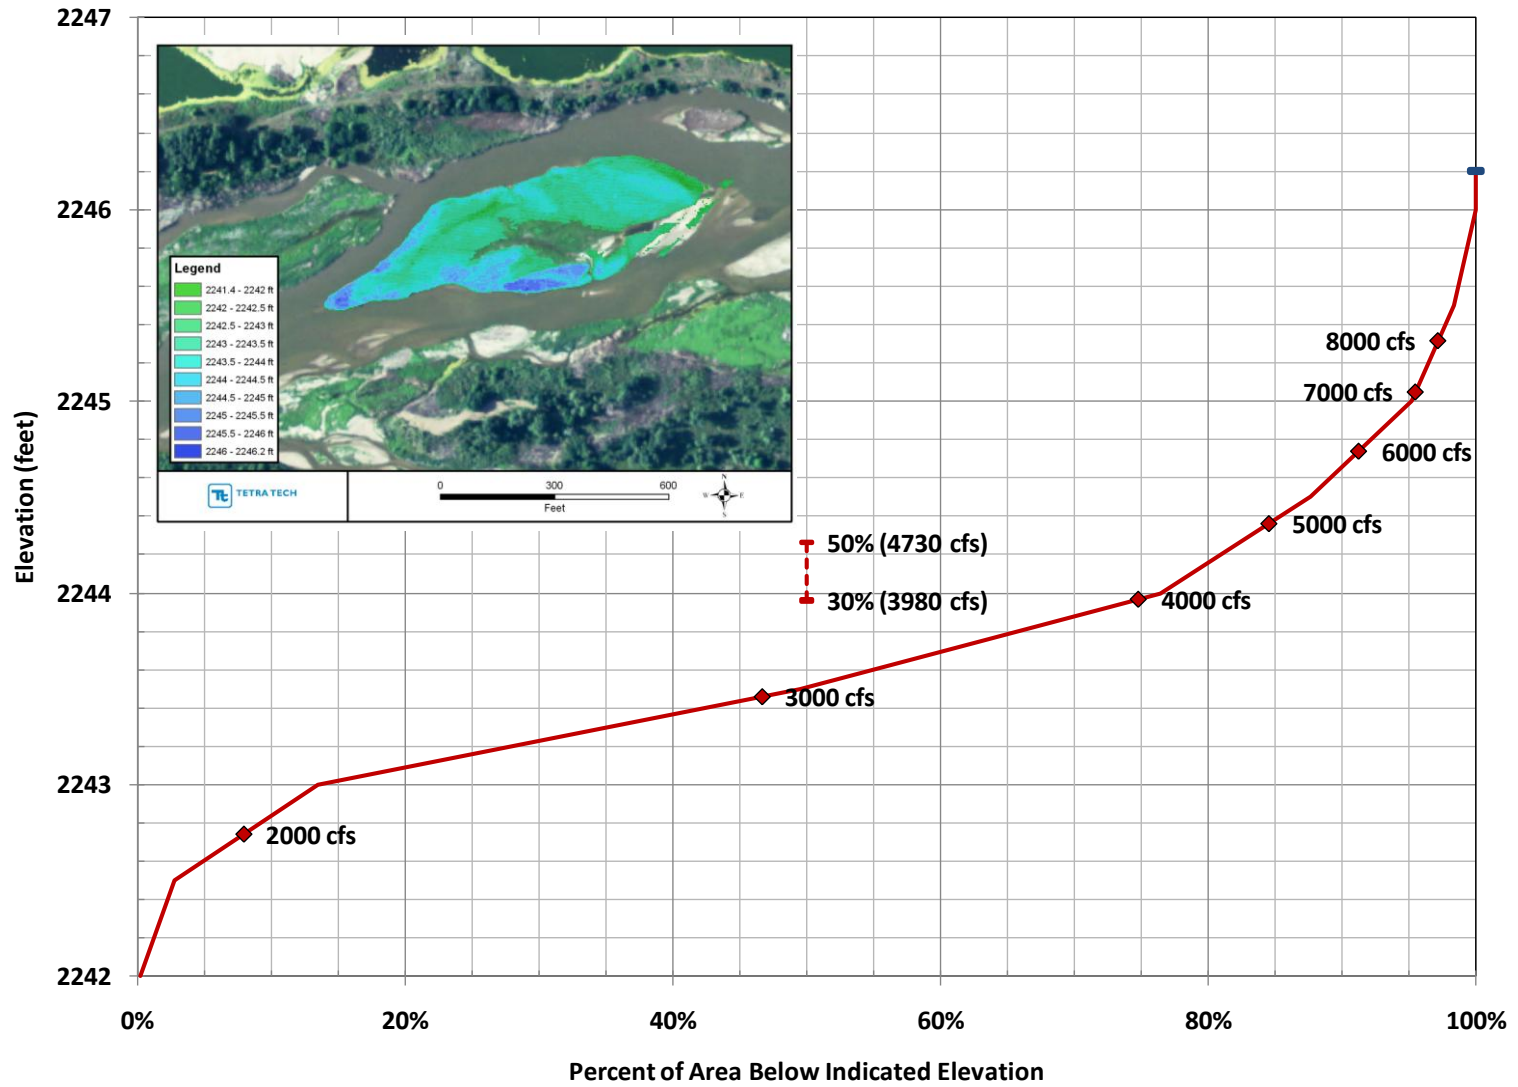 2247
2246
2245
2244
2243
2242
Elevation (feet)
Legend
2241.4 - 2242 ft
2242 - 2242.5 ft
2242.5 - 2243 ft
2243 - 2243.5 ft
2243.5 - 2244 ft
2244 - 2244.5 ft
2244.5 - 2245 ft
2245 - 2245.5 ft
2245.5 - 2246 ft
2246 - 2246.2 ft
Tt TETRA TECH
0 300 600
Feet
N
W E
S
8000 cfs
7000 cfs
6000 cfs
5000 cfs
50% (4730 cfs)
30% (3980 cfs)
4000 cfs
3000 cfs
2000 cfs
0% 20% 40% 60% 80% 100%
Percent of Area Below Indicated Elevation